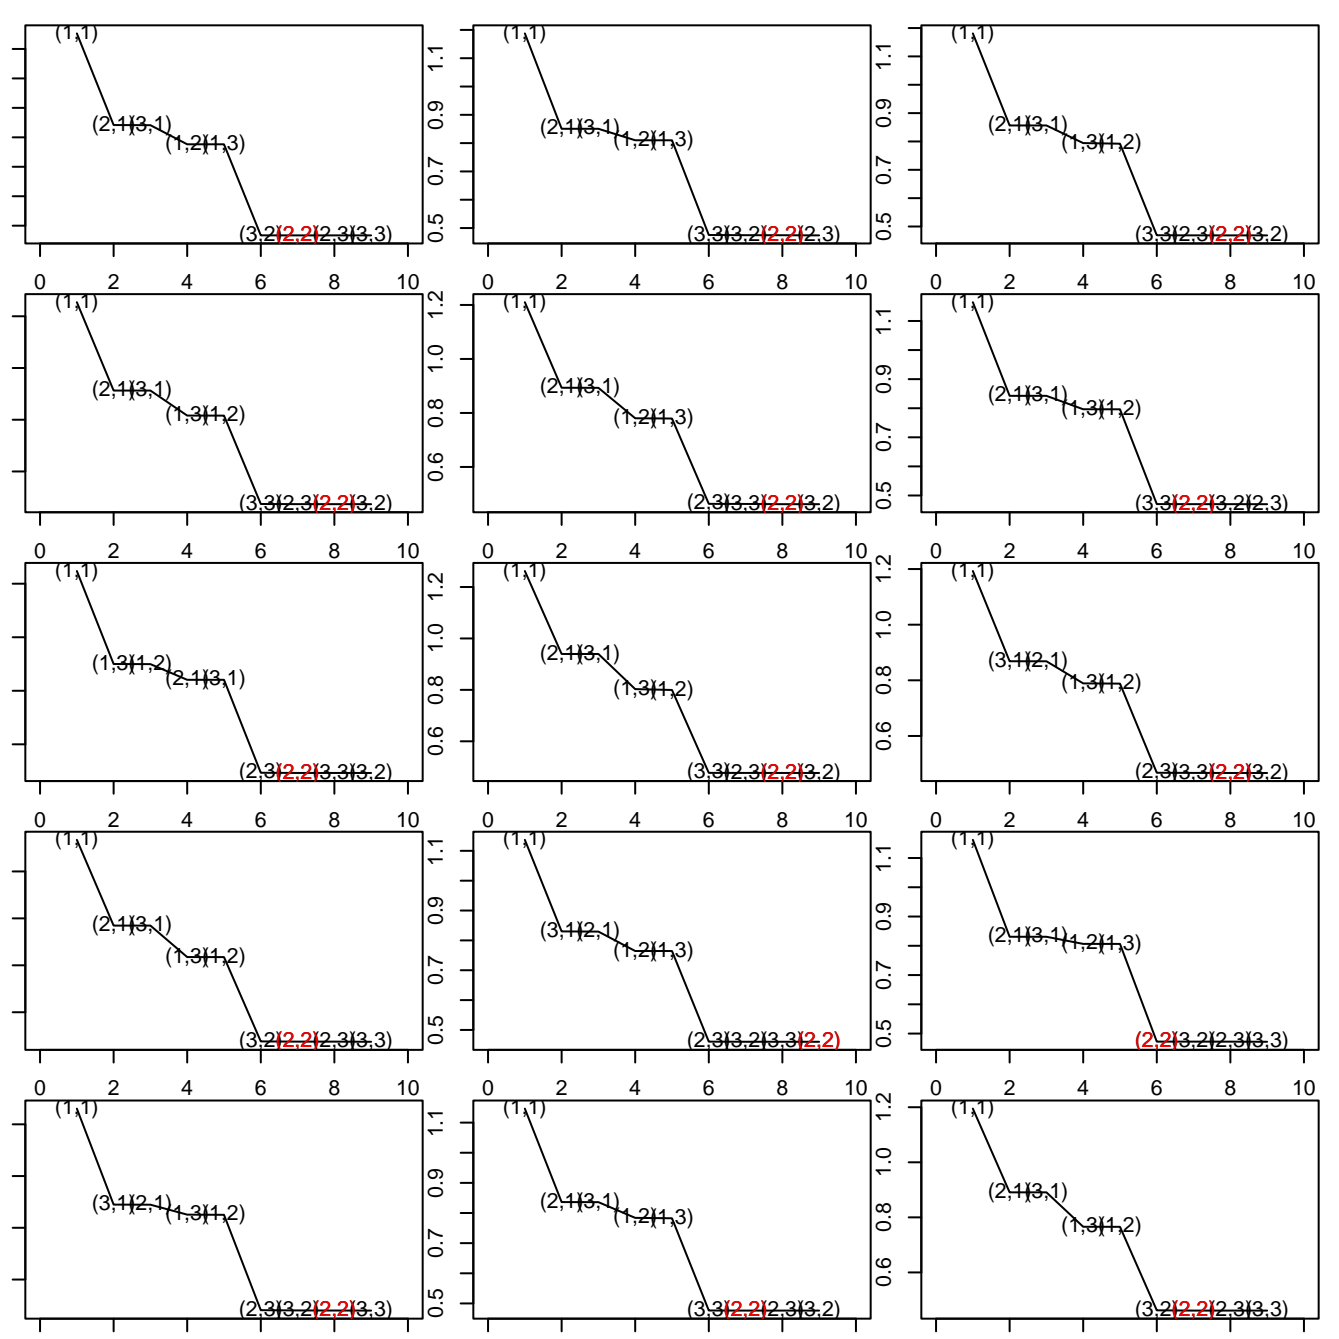 (1,1) (1,1) (1,1)
1.1 1.1
(2,1) (3,1) 0.9 (2,1) (3,1) 0.9 (2,1) (3,1)
(1,2) (1,3) (1,2) (1,3) (1,3) (1,2)
0.7 0.7
(3,2) (2,2) (2,3) (3,3) 0.5 (3,3) (3,2) (2,2) (2,3) 0.5 (3,3) (2,3) (2,2) (3,2)
0 2 4 6 8 10 0 2 4 6 8 10 0 2 4 6 8 10
(1,1) 1.2 (1,1) (1,1)
1.1
1.0
(2,1) (3,1) (2,1) (3,1) 0.9 (2,1) (3,1)
(1,3) (1,2) 0.8 (1,2) (1,3) (1,3) (1,2)
0.7
0.6
(3,3) (2,3) (2,2) (3,2) (2,3) (3,3) (2,2) (3,2) 0.5 (3,3) (2,2) (3,2) (2,3)
0 2 4 6 8 10 0 2 4 6 8 10 0 2 4 6 8 10
(1,1) 1.2 (1,1) 1.2 (1,1)
1.0 1.0
(1,3) (1,2) (2,1) (3,1) (3,1) (2,1)
(2,1) (3,1) 0.8 (1,3) (1,2) 0.8 (1,3) (1,2)
0.6 0.6
(2,3) (2,2) (3,3) (3,2) (3,3) (2,3) (2,2) (3,2) (2,3) (3,3) (2,2) (3,2)
0 2 4 6 8 10 0 2 4 6 8 10 0 2 4 6 8 10
(1,1) 1.1 (1,1) 1.1 (1,1)
(2,1) (3,1) 0.9 (3,1) (2,1) 0.9 (2,1) (3,1)
(1,3) (1,2) (1,2) (1,3) (1,2) (1,3)
0.7 0.7
(3,2) (2,2) (2,3) (3,3) 0.5 (2,3) (3,2) (3,3) (2,2) 0.5 (2,2) (3,2) (2,3) (3,3)
0 2 4 6 8 10 0 2 4 6 8 10 0 2 4 6 8 10
(1,1) (1,1) 1.2 (1,1)
1.1
1.0
(3,1) (2,1) 0.9 (2,1) (3,1) (2,1) (3,1)
(1,3) (1,2) (1,2) (1,3) 0.8 (1,3) (1,2)
0.7
0.6
(2,3) (3,2) (2,2) (3,3) 0.5 (3,3) (2,2) (2,3) (3,2) (3,2) (2,2) (2,3) (3,3)